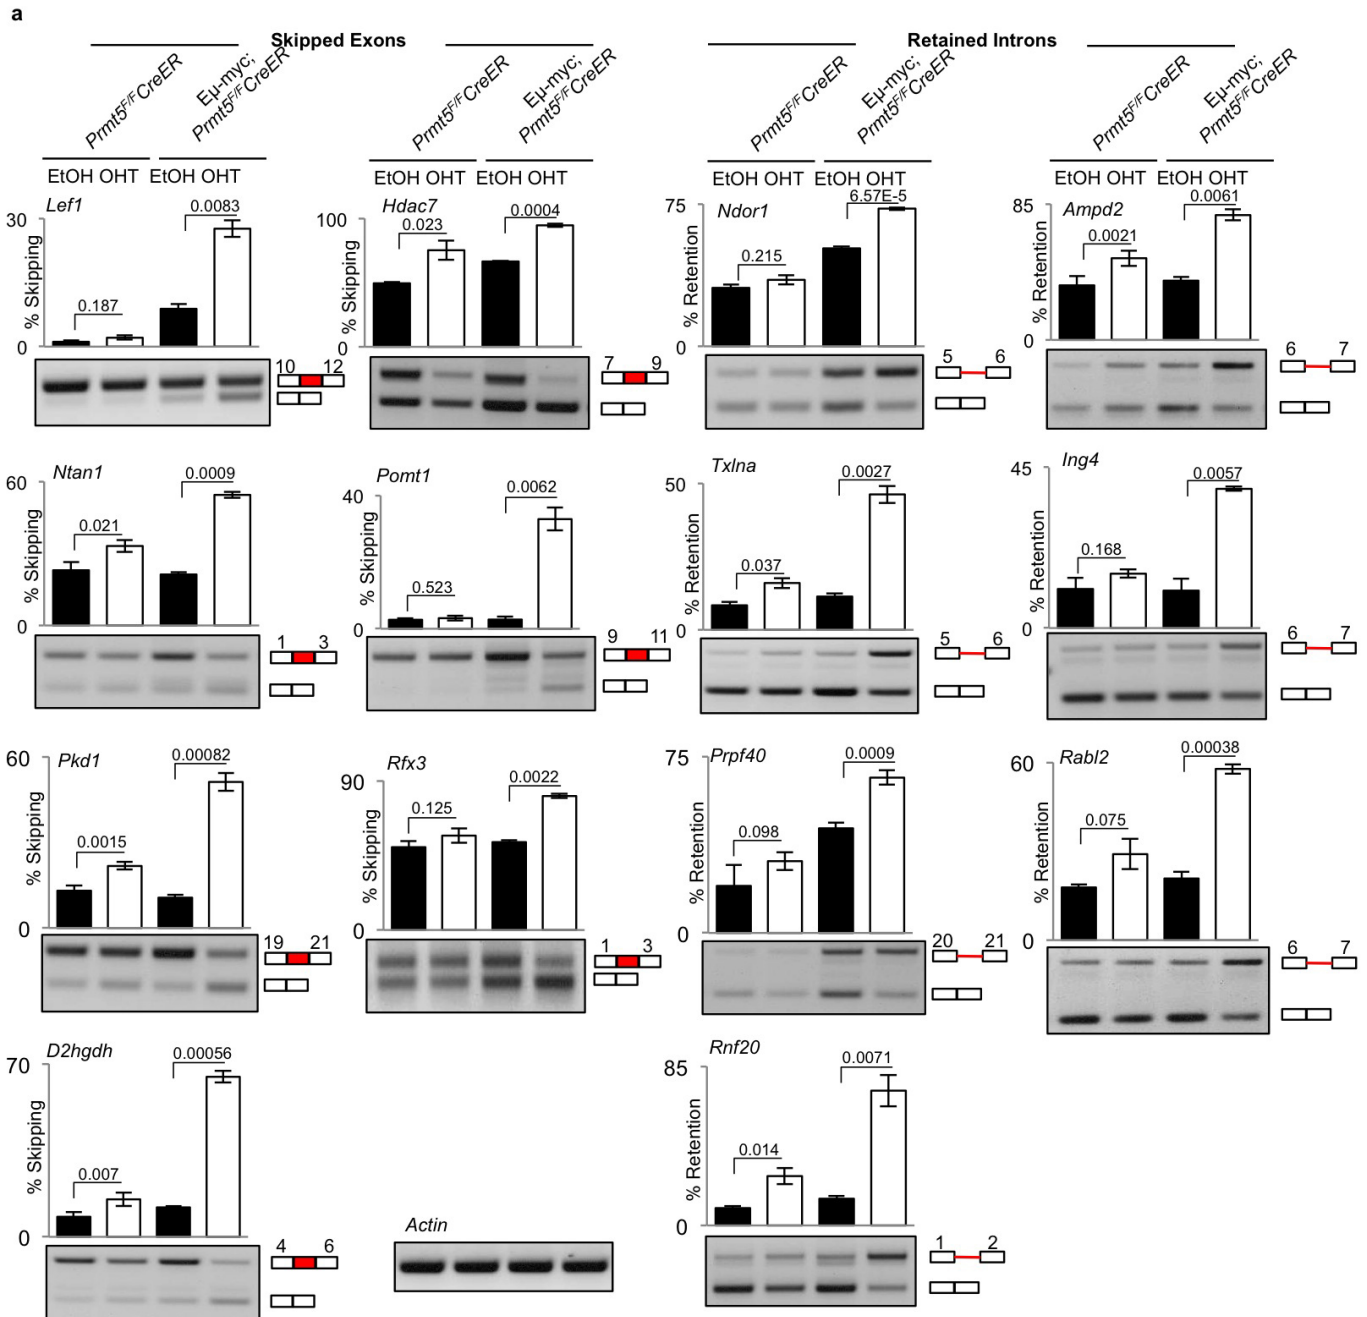 a
Skipped Exons
Retained Introns
Prmt5F/FCreER
Eμ-myc;
Prmt5F/FCreER
Prmt5F/FCreER
Eμ-myc;
Prmt5F/FCreER
Prmt5F/FCreER
Eμ-myc;
Prmt5F/FCreER
Prmt5F/FCreER
Eμ-myc;
Prmt5F/FCreER
EtOH OHT EtOH OHT
EtOH OHT EtOH OHT
EtOH OHT EtOH OHT
EtOH OHT EtOH OHT
Lef1
30
0
% Skipping
0.187
0.0083
10 12
Hdac7
100
0
% Skipping
0.023
0.0004
7 9
Ndor1
75
0
% Retention
0.215
6.57E-5
5 6
Ampd2
85
0
% Retention
0.0021
0.0061
6 7
Ntan1
60
0
% Skipping
0.021
0.0009
1 3
Pomt1
40
0
% Skipping
0.523
0.0062
9 11
Txlna
50
0
% Retention
0.037
0.0027
5 6
Ing4
45
0
% Retention
0.168
0.0057
6 7
Pkd1
60
0
% Skipping
0.0015
0.00082
19 21
Rfx3
90
0
% Skipping
0.125
0.0022
1 3
Prpf40
75
0
% Retention
0.098
0.0009
20 21
Rabl2
60
0
% Retention
0.075
0.00038
6 7
D2hgdh
70
0
% Skipping
0.007
0.00056
4 6
Actin
Rnf20
85
0
% Retention
0.014
0.0071
1 2